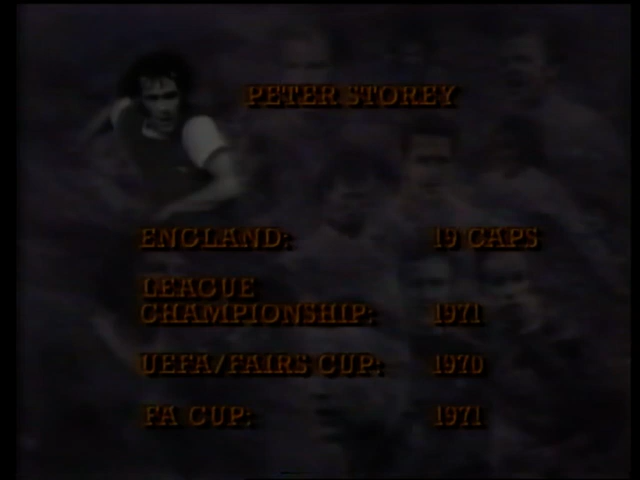 PETER STOREY
ENGLAND: 19 CAPS
LEAGUE
CHAMPIONSHIP: 1971
UEFA/FAIRS CUP: 1970
FA CUP: 1971